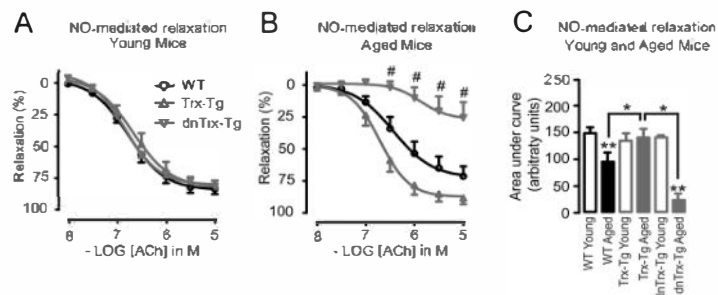 A
NO-mediated relaxation
Young Mice
0
25
50
75
100
Relaxation (%)
WT
Trx-Tg
dnTrx-Tg
8 7 6 5
- LOG [ACh] in M
B
NO-mediated relaxation
Aged Mice
0
25
50
75
100
Relaxation (%)
# # # #
8 7 6 5
- LOG [ACh] in M
C
NO-mediated relaxation
Young and Aged Mice
250
200
150
100
50
0
Area under curve
(arbitraty units)
* *
**
**
WT Young
WT Aged
Trx-Tg Young
Trx-Tg Aged
dnTrx-Tg Young
dnTrx-Tg Aged